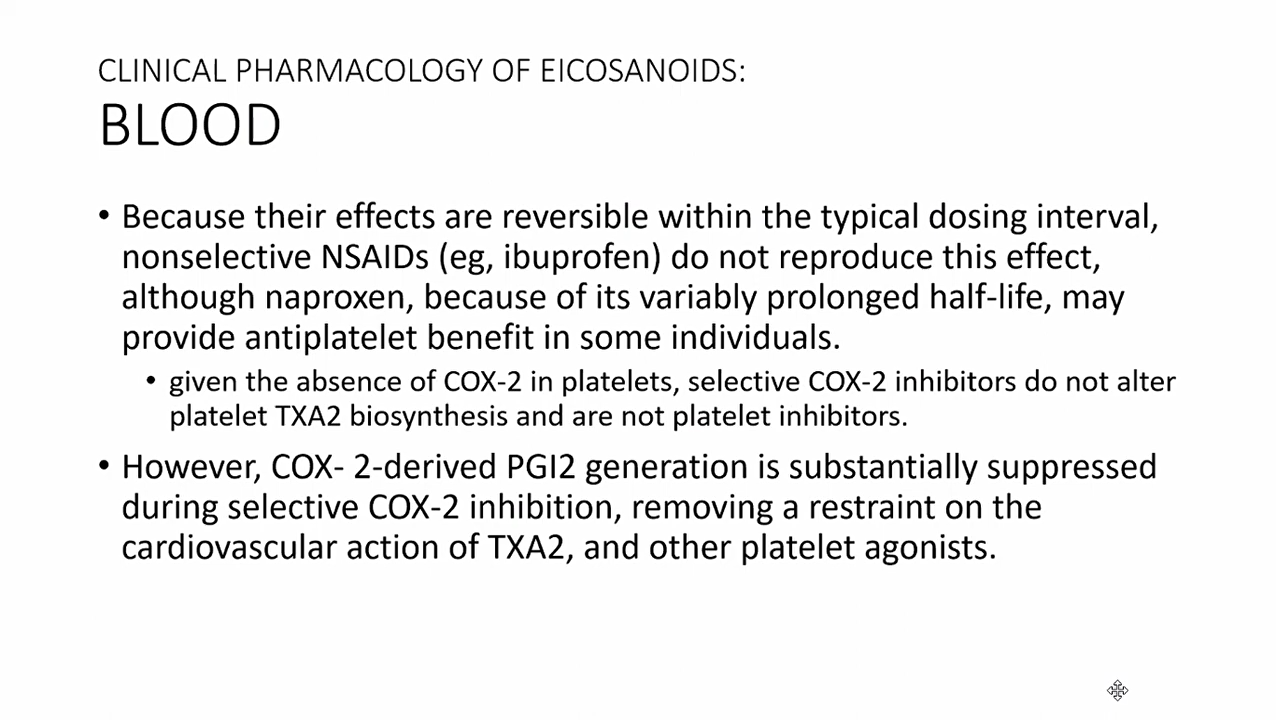 CLINICAL PHARMACOLOGY OF EICOSANOIDS:
BLOOD
• Because their effects are reversible within the typical dosing interval,
nonselective NSAIDs (eg, ibuprofen) do not reproduce this effect,
although naproxen, because of its variably prolonged half-life, may
provide antiplatelet benefit in some individuals.
• given the absence of COX-2 in platelets, selective COX-2 inhibitors do not alter
platelet TXA2 biosynthesis and are not platelet inhibitors.
• However, COX- 2-derived PGI2 generation is substantially suppressed
during selective COX-2 inhibition, removing a restraint on the
cardiovascular action of TXA2, and other platelet agonists.